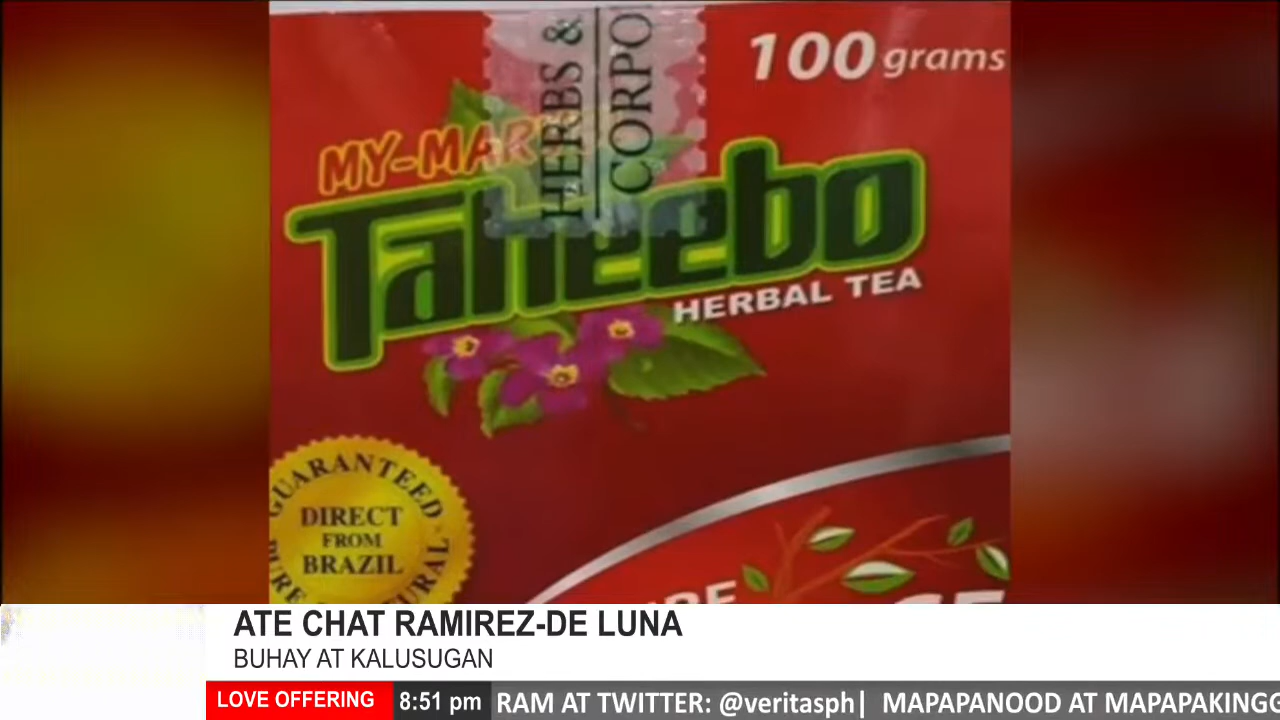 100 grams
HERBS &
CORPO
MY-MAR
Taheebo
HERBAL TEA
GUARANTEED
DIRECT
FROM
BRAZIL
ATE CHAT RAMIREZ-DE LUNA
BUHAY AT KALUSUGAN
LOVE OFFERING
8:51 pm
RAM AT TWITTER: @veritasph| MAPAPANOOD AT MAPAPAKINGG